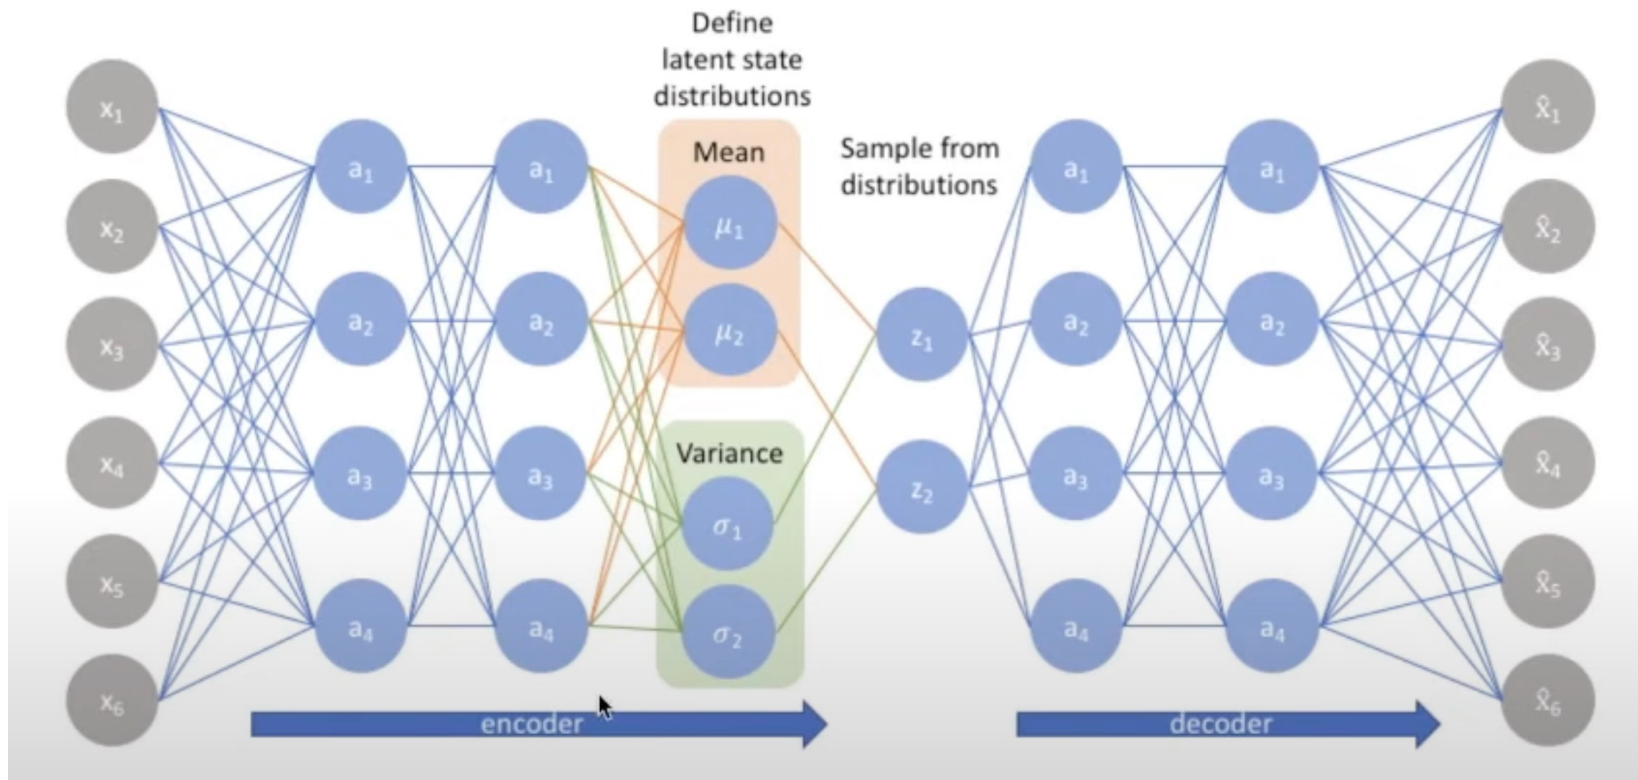 Define
latent state
distributions
Mean
Sample from
distributions
Variance
x₁
x₂
x₃
x₄
x₅
x₆
a₁
a₂
a₃
a₄
a₁
a₂
a₃
a₄
μ₁
μ₂
σ₁
σ₂
z₁
z₂
a₁
a₂
a₃
a₄
a₁
a₂
a₃
a₄
x̂₁
x̂₂
x̂₃
x̂₄
x̂₅
x̂₆
encoder
decoder